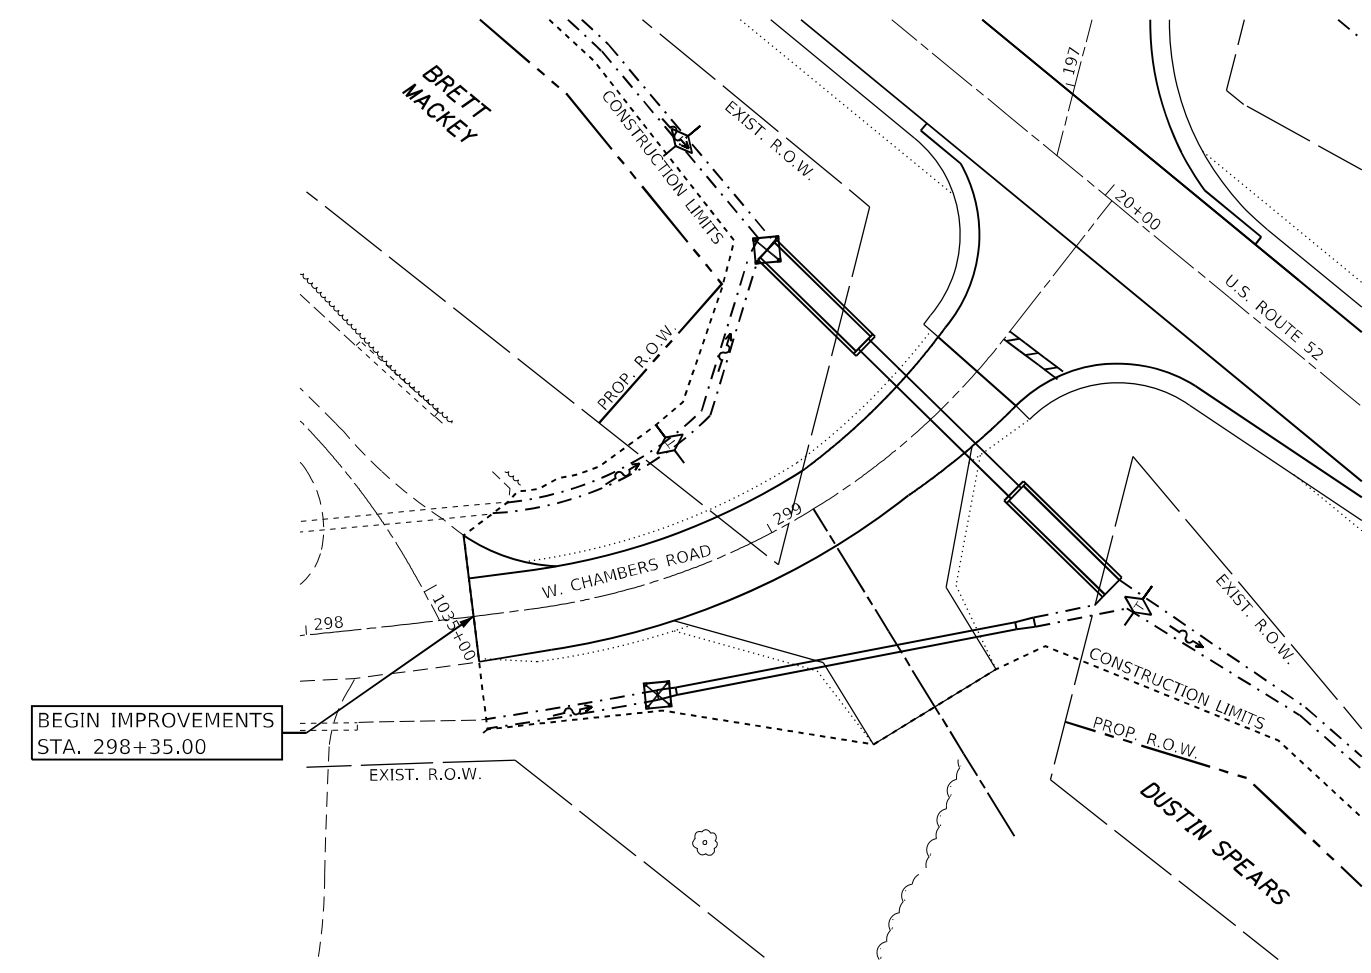 BRETT
MACKEY
CONSTRUCTION LIMITS
EXIST. R.O.W.
197
20+00
U.S. ROUTE 52
PROP. R.O.W.
299
W. CHAMBERS ROAD
298
1035+00
BEGIN IMPROVEMENTS
STA. 298+35.00
EXIST. R.O.W.
EXIST. R.O.W.
CONSTRUCTION LIMITS
PROP. R.O.W.
DUSTIN SPEARS